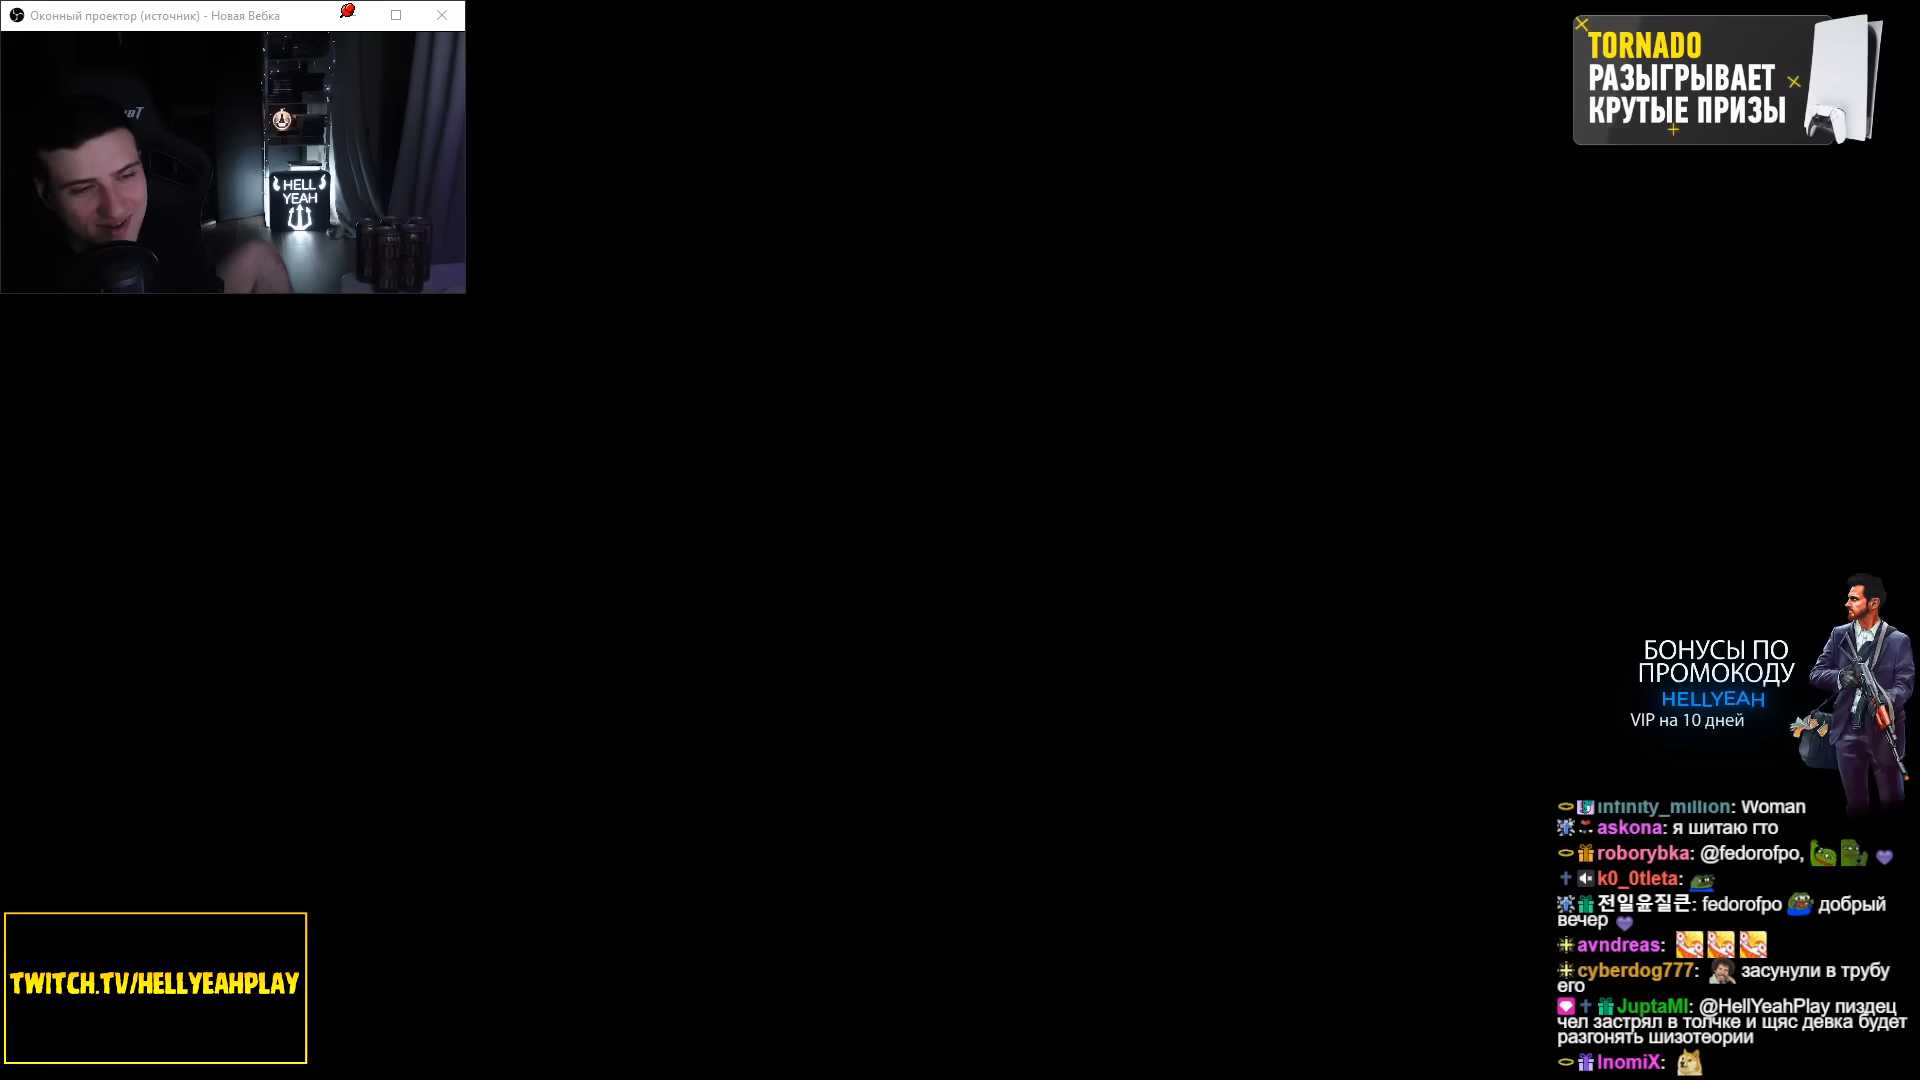 Оконный проектор (источник) - Новая Вебка
HELL
YEAH
TORNADO
РАЗЫГРЫВАЕТ
КРУТЫЕ ПРИЗЫ
БОНУСЫ ПО
ПРОМОКОДУ
HELLYEAH
VIP на 10 дней
infinity_million: Woman
askona: я шитаю гто
roborybka: @fedorofpo,
k0_0tleta:
전일윤질큰: fedorofpo добрый
вечер
avndreas:
cyberdog777: засунули в трубу
его
JuptaMI: @HellYeahPlay пиздец
чел застрял в толчке и щяс девка будет
разгонять шизотеории
InomiX:
TWITCH.TV/HELLYEAHPLAY